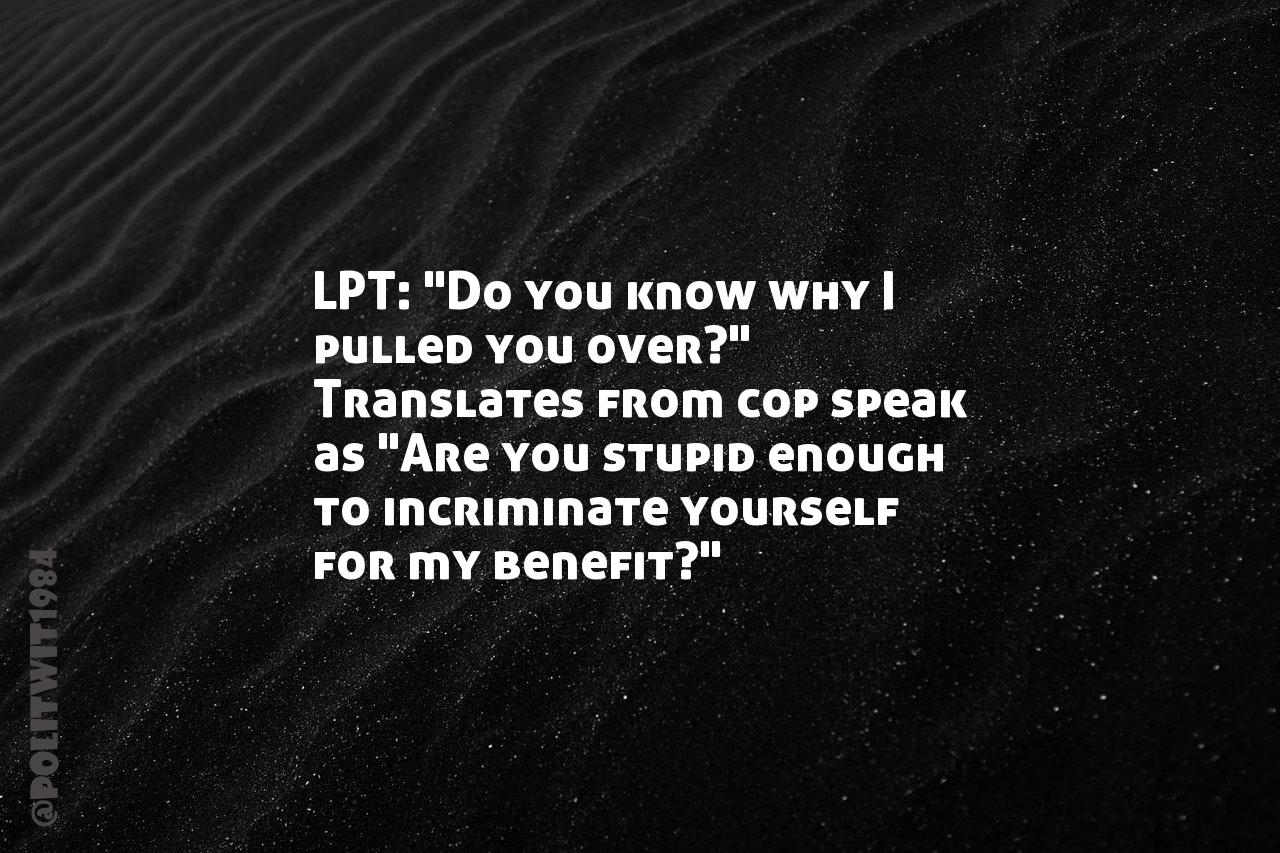 LPT: "Do you know why I
pulled you over?"
Translates from cop speak
as "Are you stupid enough
to incriminate yourself
for my benefit?"
@POLITWIT1984